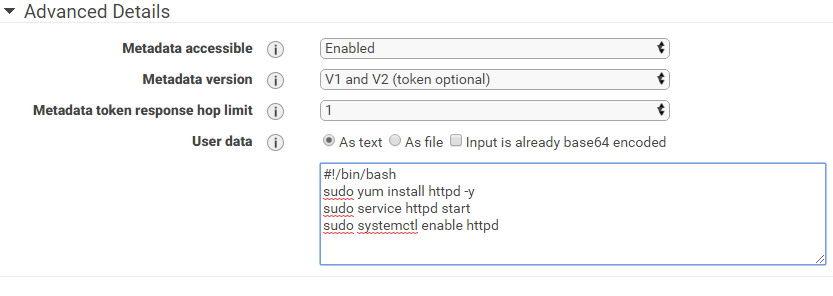 Advanced Details
Metadata accessible i Enabled
Metadata version i V1 and V2 (token optional)
Metadata token response hop limit i 1
User data i As text As file Input is already base64 encoded
#!/bin/bash
sudo yum install httpd -y
sudo service httpd start
sudo systemctl enable httpd